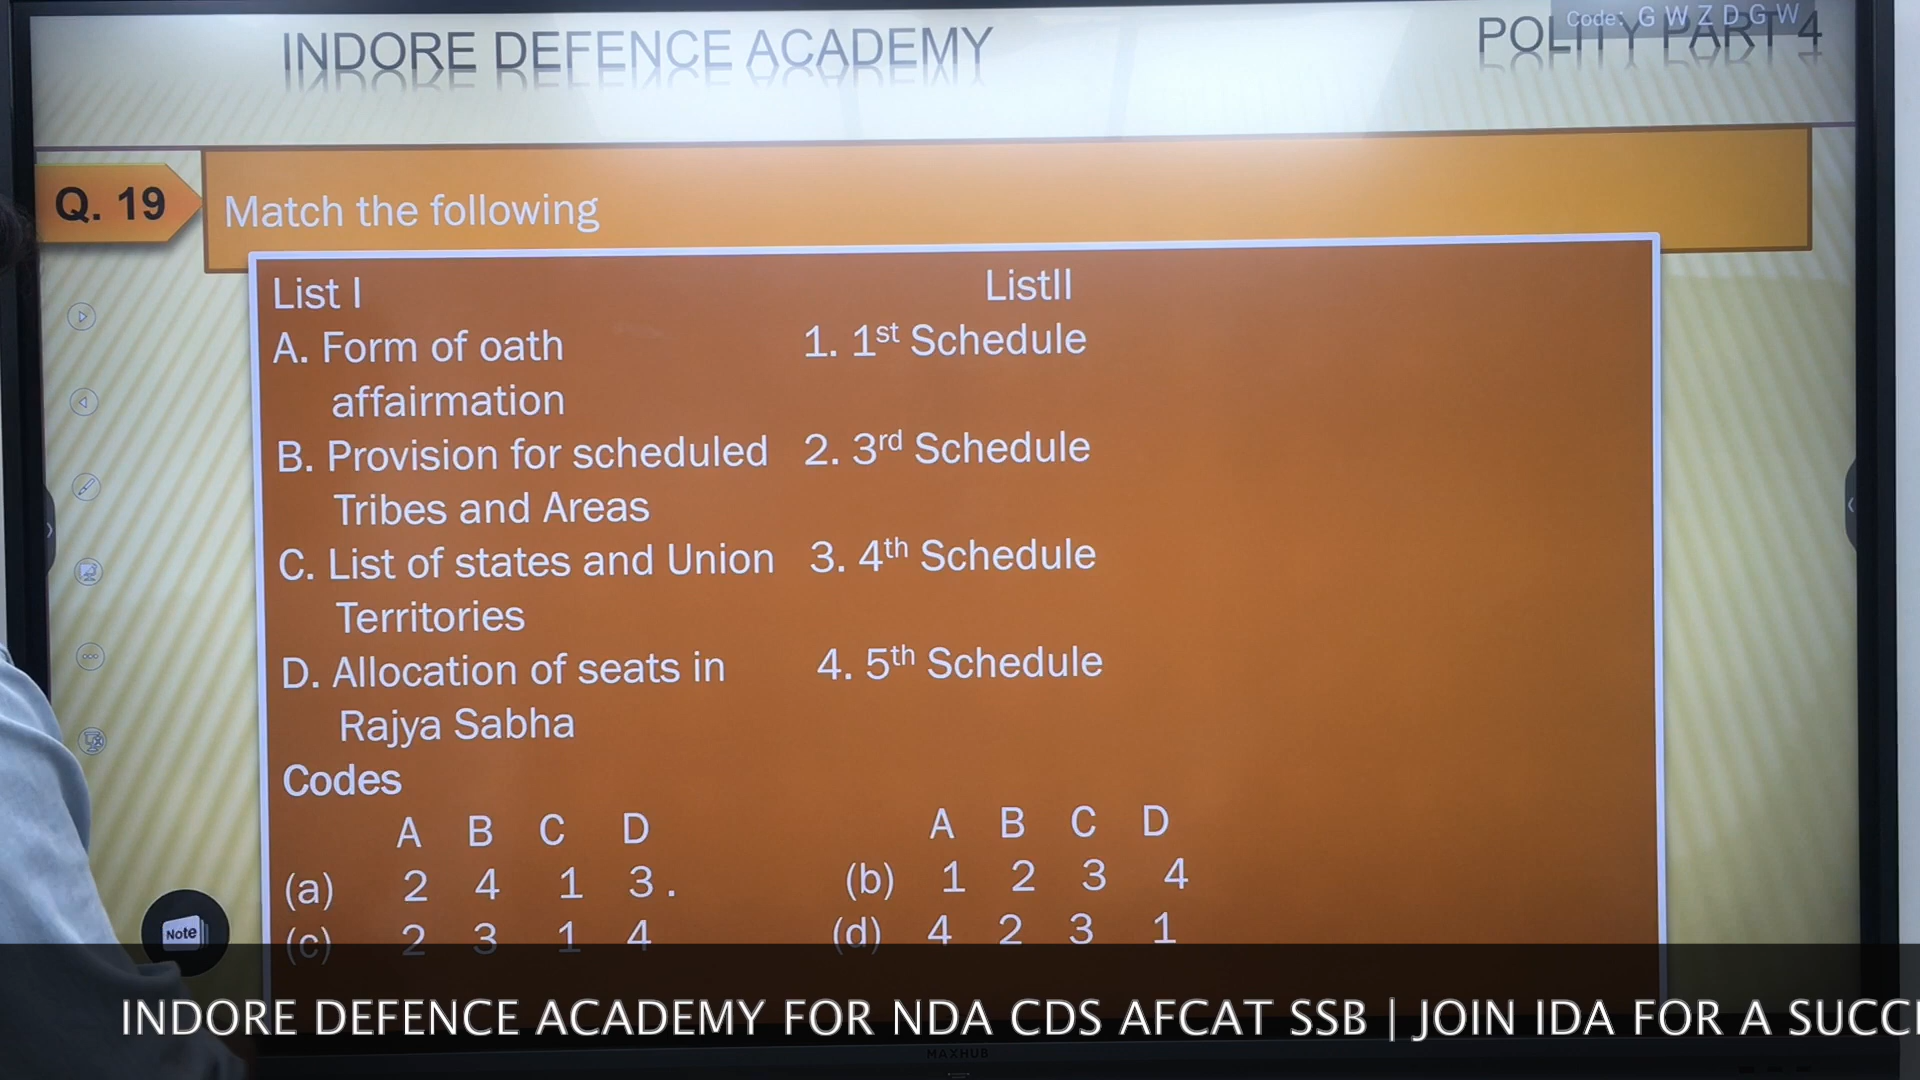 Code: G W Z D G W
INDORE DEFENCE ACADEMY
POLITY PART 4
Q. 19
Match the following
List I ListII
A. Form of oath 1. 1st Schedule
affairmation
B. Provision for scheduled 2. 3rd Schedule
Tribes and Areas
C. List of states and Union 3. 4th Schedule
Territories
D. Allocation of seats in 4. 5th Schedule
Rajya Sabha
Codes
A B C D A B C D
(a) 2 4 1 3 . (b) 1 2 3 4
(c) 2 3 1 4 (d) 4 2 3 1
Note
INDORE DEFENCE ACADEMY FOR NDA CDS AFCAT SSB | JOIN IDA FOR A SUCC
MAXHUB